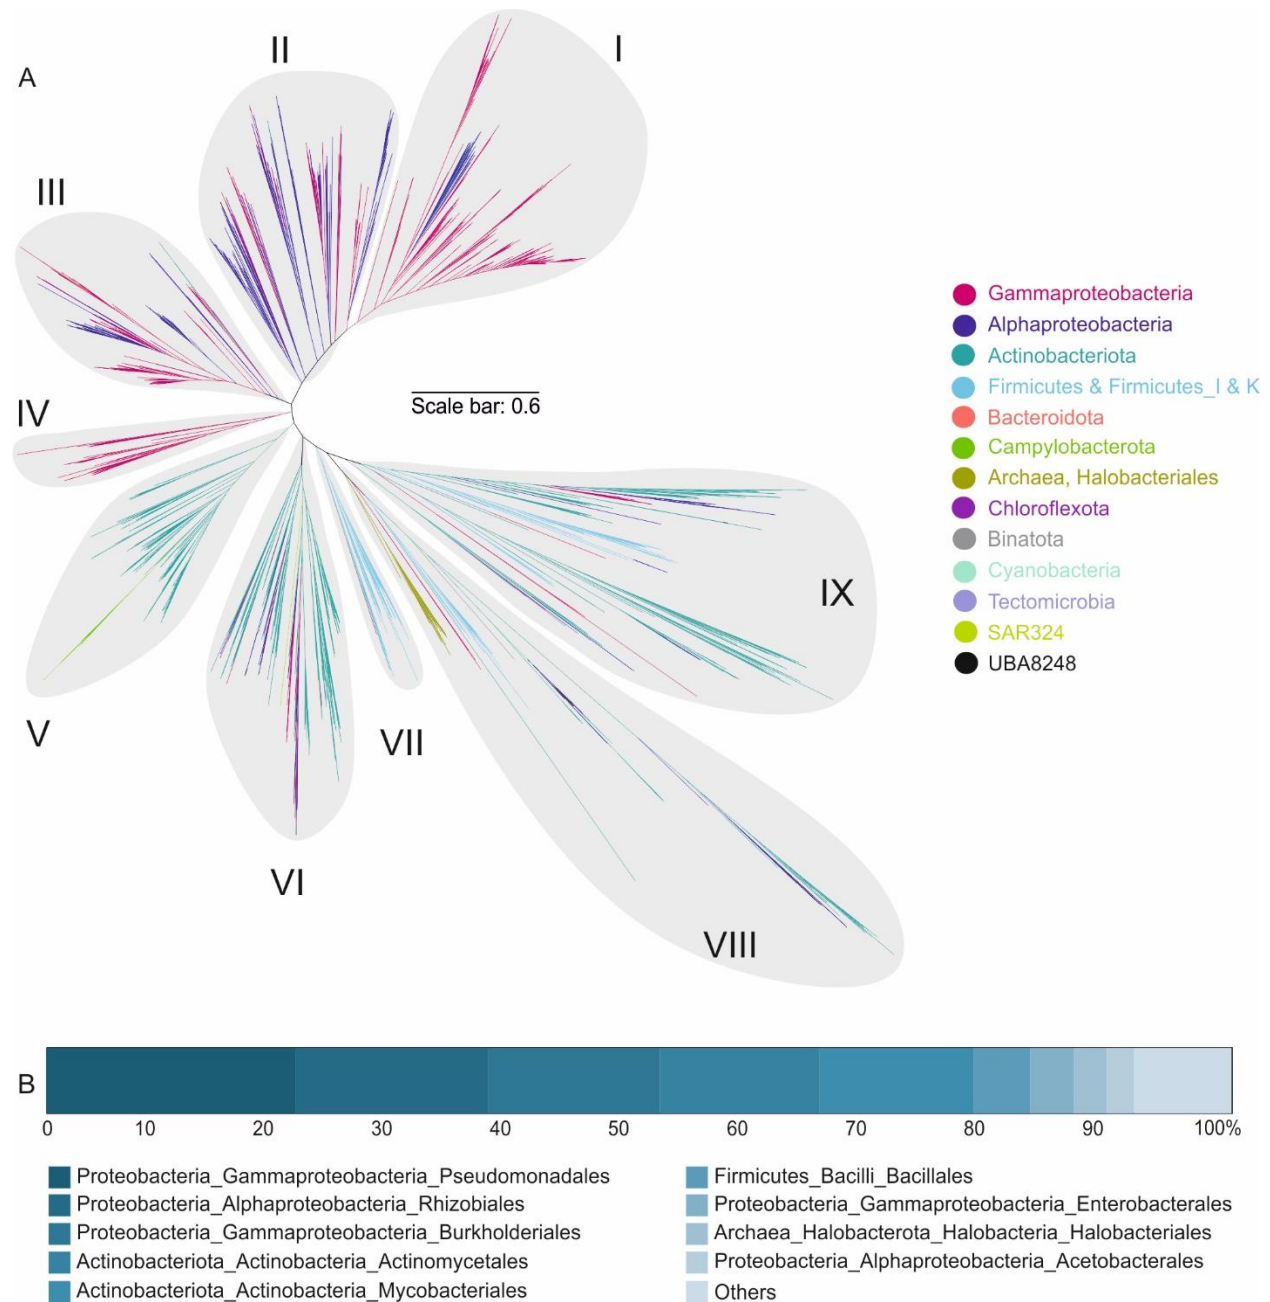 A
I
II
III
IV
V
VI
VII
VIII
IX
Scale bar: 0.6
Gammaproteobacteria
Alphaproteobacteria
Actinobacteriota
Firmicutes & Firmicutes_I & K
Bacteroidota
Campylobacterota
Archaea, Halobacteriales
Chloroflexota
Binatota
Cyanobacteria
Tectomicrobia
SAR324
UBA8248
B
0 10 20 30 40 50 60 70 80 90 100%
Proteobacteria_Gammaproteobacteria_Pseudomonadales
Proteobacteria_Alphaproteobacteria_Rhizobiales
Proteobacteria_Gammaproteobacteria_Burkholderiales
Actinobacteriota_Actinobacteria_Actinomycetales
Actinobacteriota_Actinobacteria_Mycobacteriales
Firmicutes_Bacilli_Bacillales
Proteobacteria_Gammaproteobacteria_Enterobacterales
Archaea_Halobacterota_Halobacteria_Halobacteriales
Proteobacteria_Alphaproteobacteria_Acetobacterales
Others